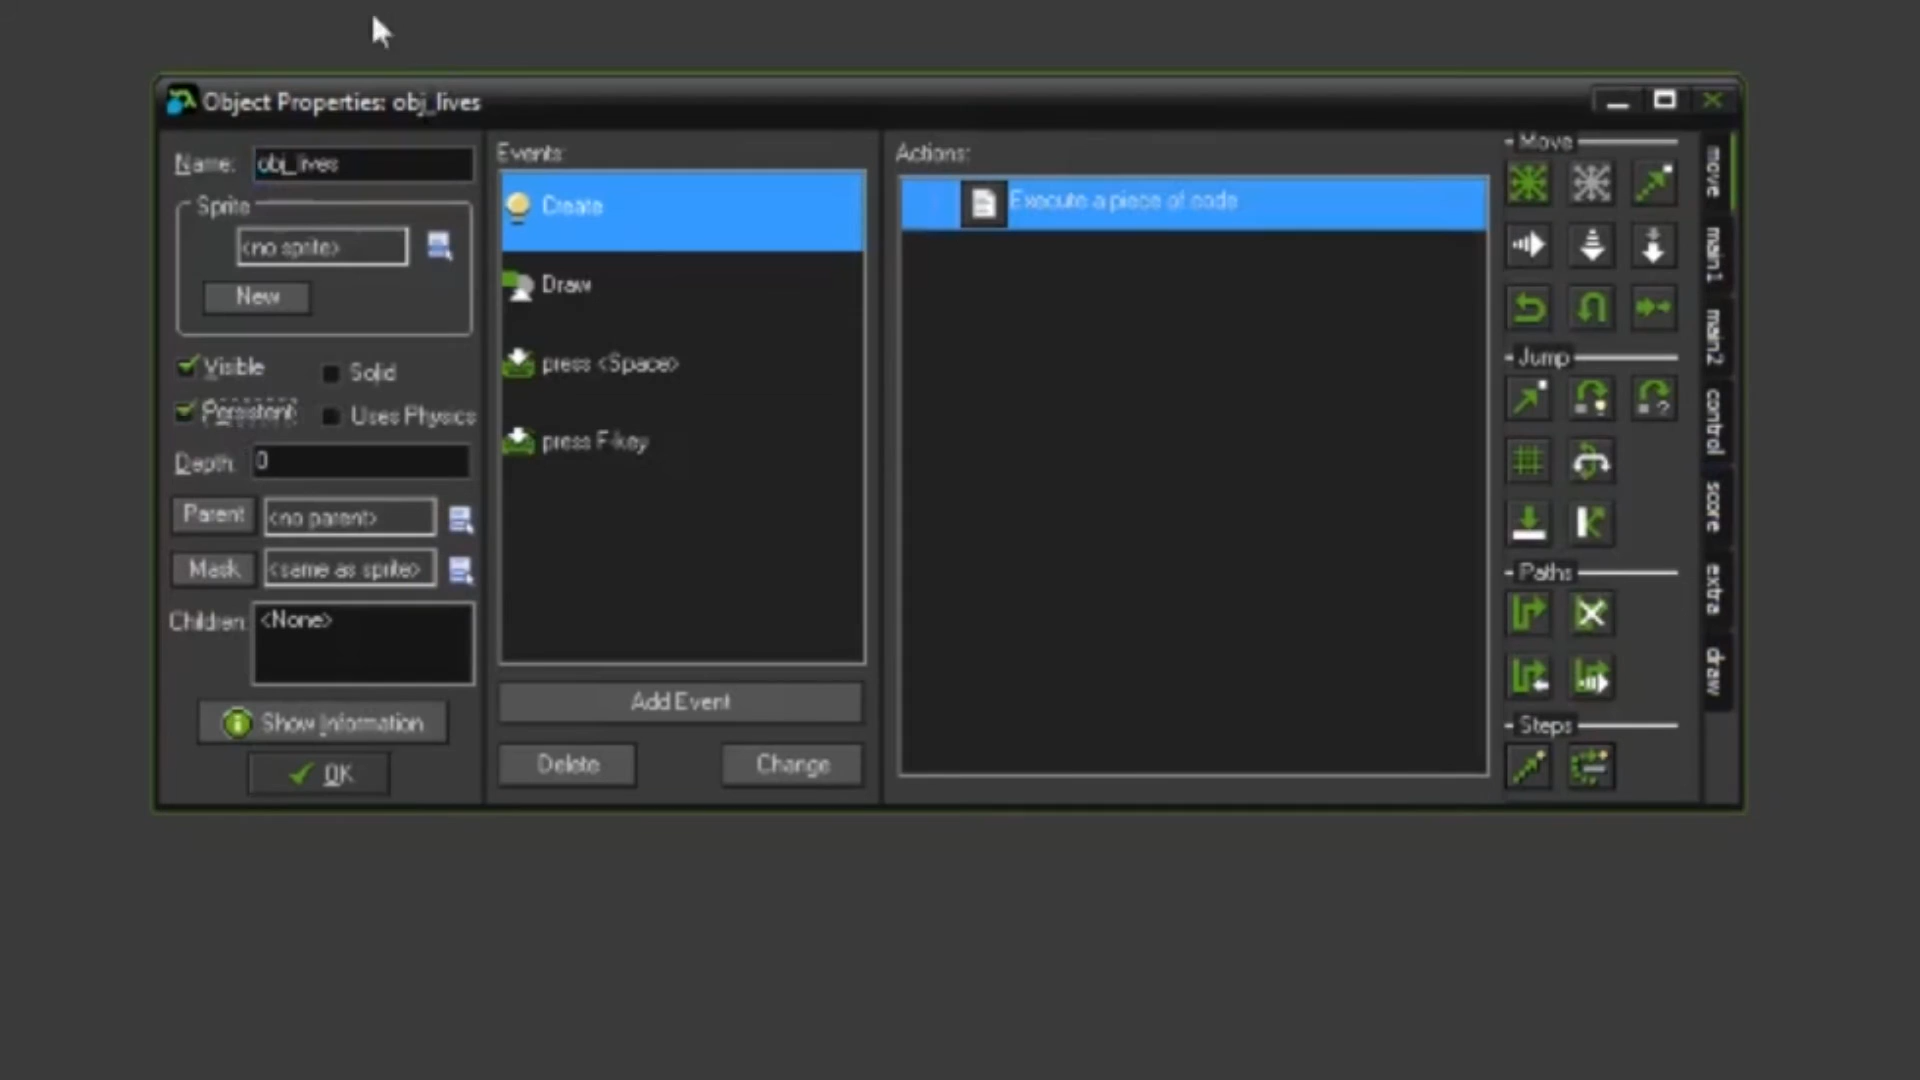 Object Properties: obj_lives
Name: obj_lives
Sprite
<no sprite>
New
Visible
Solid
Persistent
Uses Physics
Depth: 0
Parent <no parent>
Mask <same as sprite>
Children: <None>
Show Information
OK
Events:
Create
Draw
press <Space>
press F-key
Add Event
Delete
Change
Actions:
Execute a piece of code
Move
Jump
Paths
Steps
move
main1
main2
control
score
extra
draw